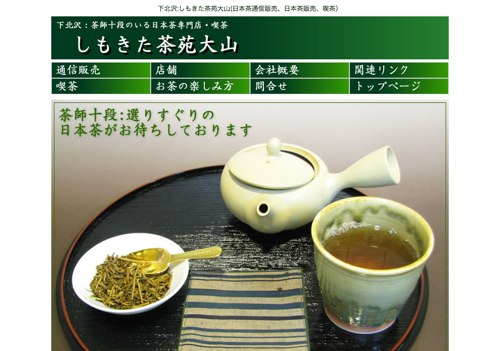 下北沢:しもきた茶苑大山(日本茶通信販売、日本茶販売、喫茶)
下北沢：茶師十段のいる日本茶専門店・喫茶
しもきた茶苑大山
通信販売 店舗 会社概要 関連リンク
喫茶 お茶の楽しみ方 問合せ トップページ
茶師十段:選りすぐりの
日本茶がお待ちしております